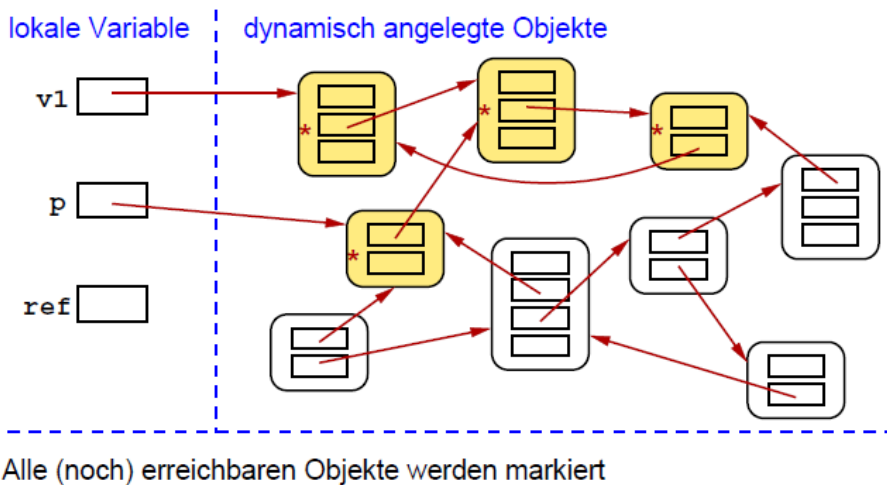 lokale Variable
dynamisch angelegte Objekte
v1
*
*
*
p
*
ref
Alle (noch) erreichbaren Objekte werden markiert